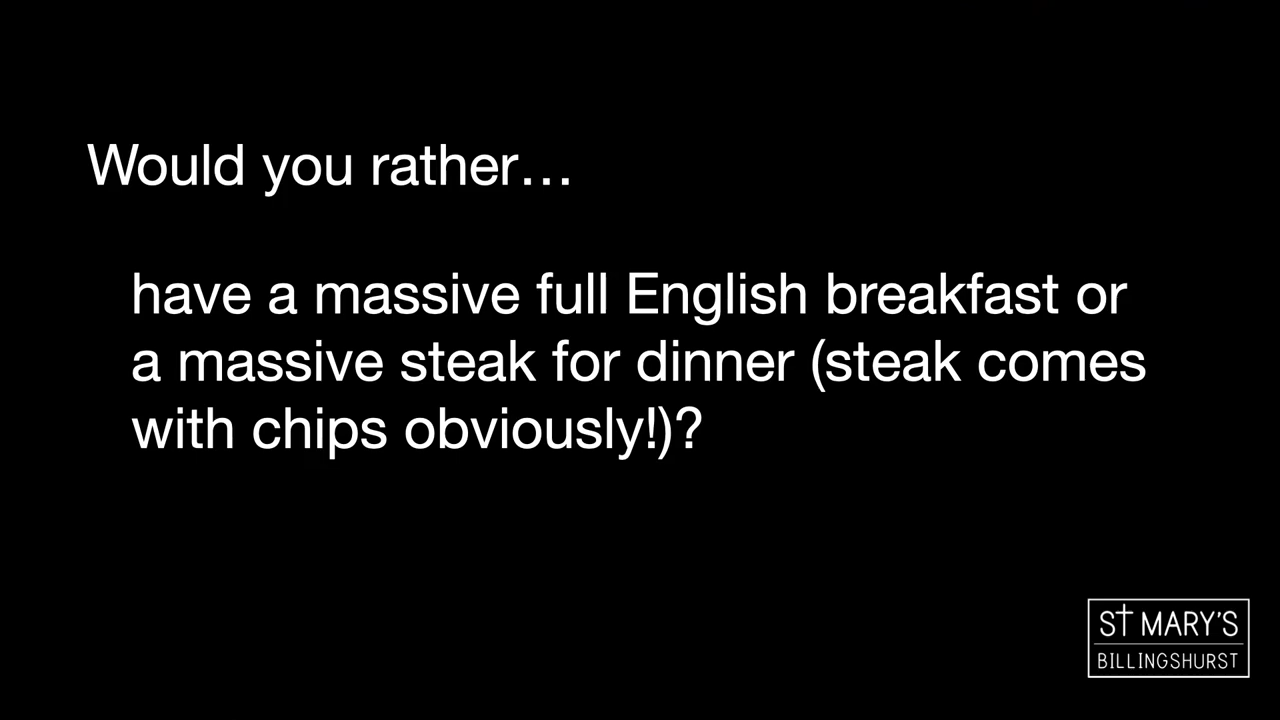 Would you rather…
have a massive full English breakfast or
a massive steak for dinner (steak comes
with chips obviously!)?
ST MARY'S
BILLINGSHURST